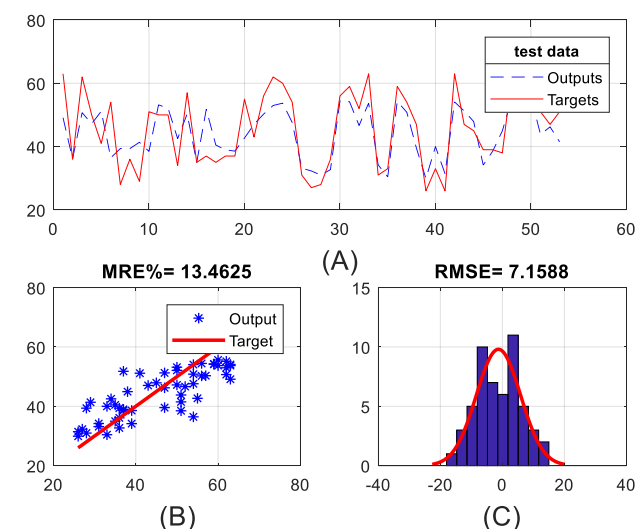 80
60
40
20
0 10 20 30 40 50 60
test data
Outputs
Targets
(A)
MRE%= 13.4625
80
60
40
20
20 40 60 80
Output
Target
(B)
RMSE= 7.1588
15
10
5
0
-40 -20 0 20 40
(C)